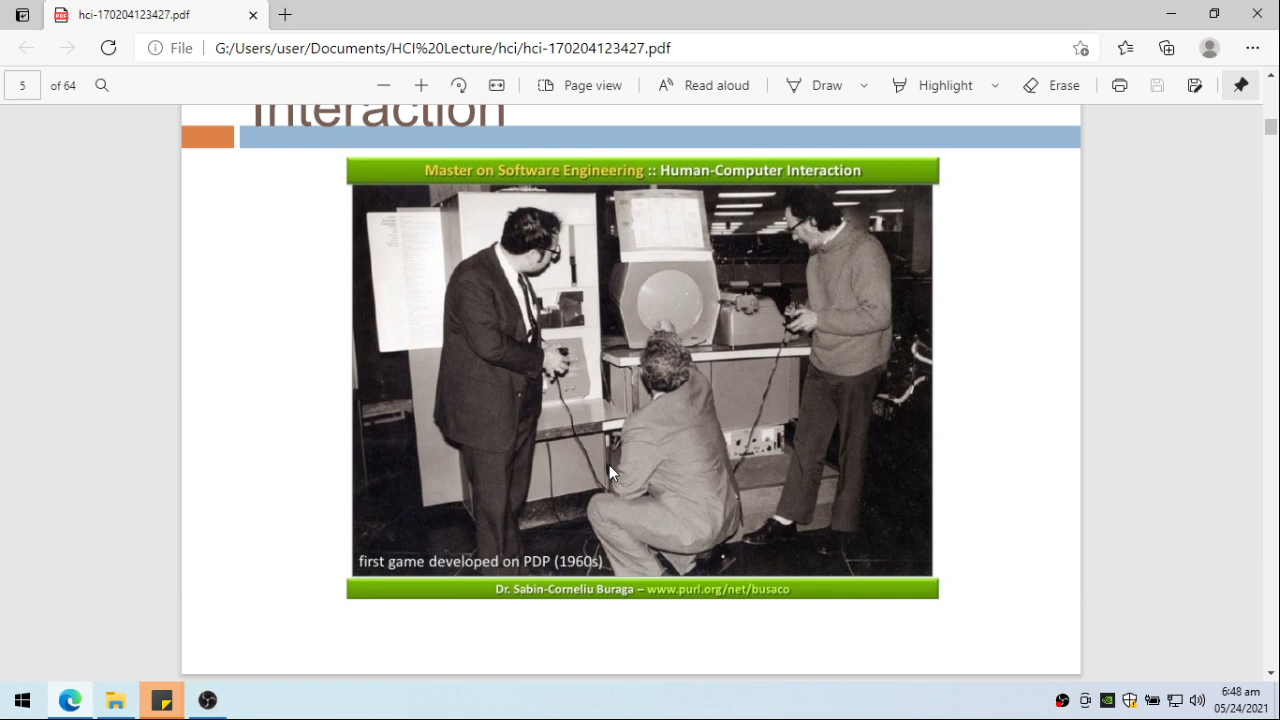 hci-170204123427.pdf
File
G:/Users/user/Documents/HCI%20Lecture/hci/hci-170204123427.pdf
5 of 64
Page view
Read aloud
Draw
Highlight
Erase
Interaction
Master on Software Engineering :: Human-Computer Interaction
first game developed on PDP (1960s)
Dr. Sabin-Corneliu Buraga – www.purl.org/net/busaco
6:48 am
05/24/2021